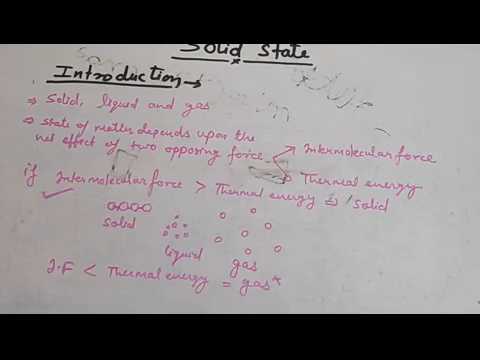 Solid State
Introduction →
⇒ Solid, liquid and gas
⇒ State of matter depends upon the
net effect of two opposing force
Intermolecular force
Thermal energy
if Intermolecular force > Thermal energy ⇒ Solid
solid
liquid
gas
I.F < Thermal energy = gas*